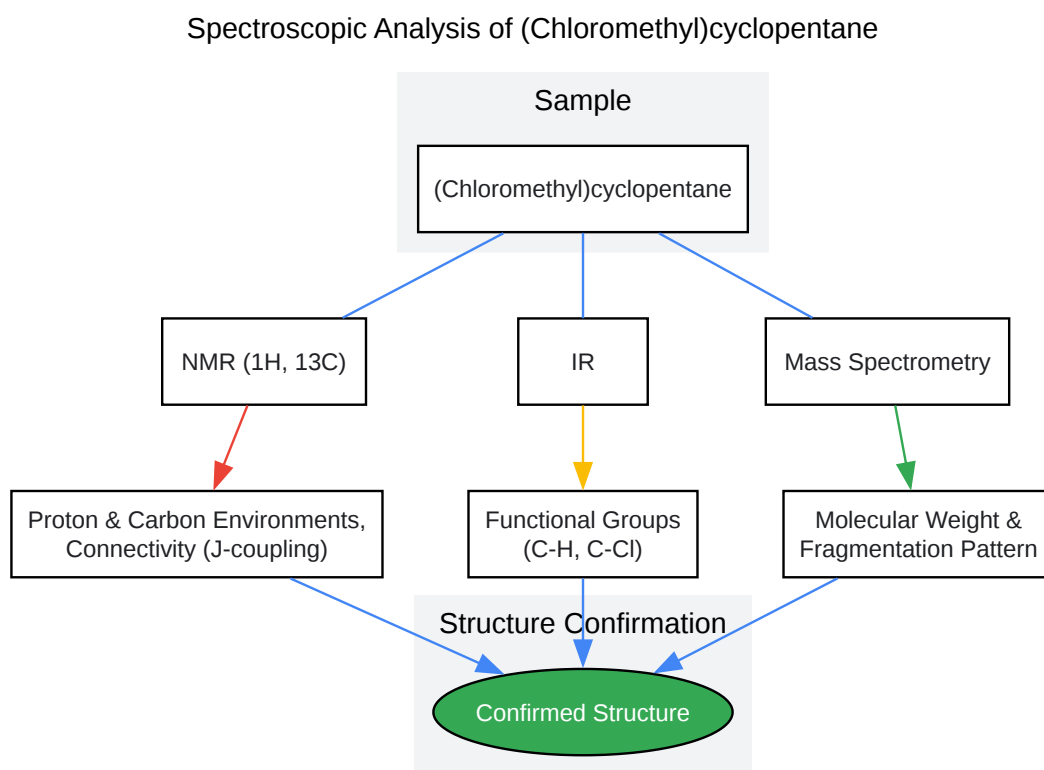 Spectroscopic Analysis of (Chloromethyl)cyclopentane
Sample
(Chloromethyl)cyclopentane
NMR (1H, 13C)
IR
Mass Spectrometry
Proton & Carbon Environments,
Connectivity (J-coupling)
Functional Groups
(C-H, C-Cl)
Molecular Weight &
Fragmentation Pattern
Structure Confirmation
Confirmed Structure